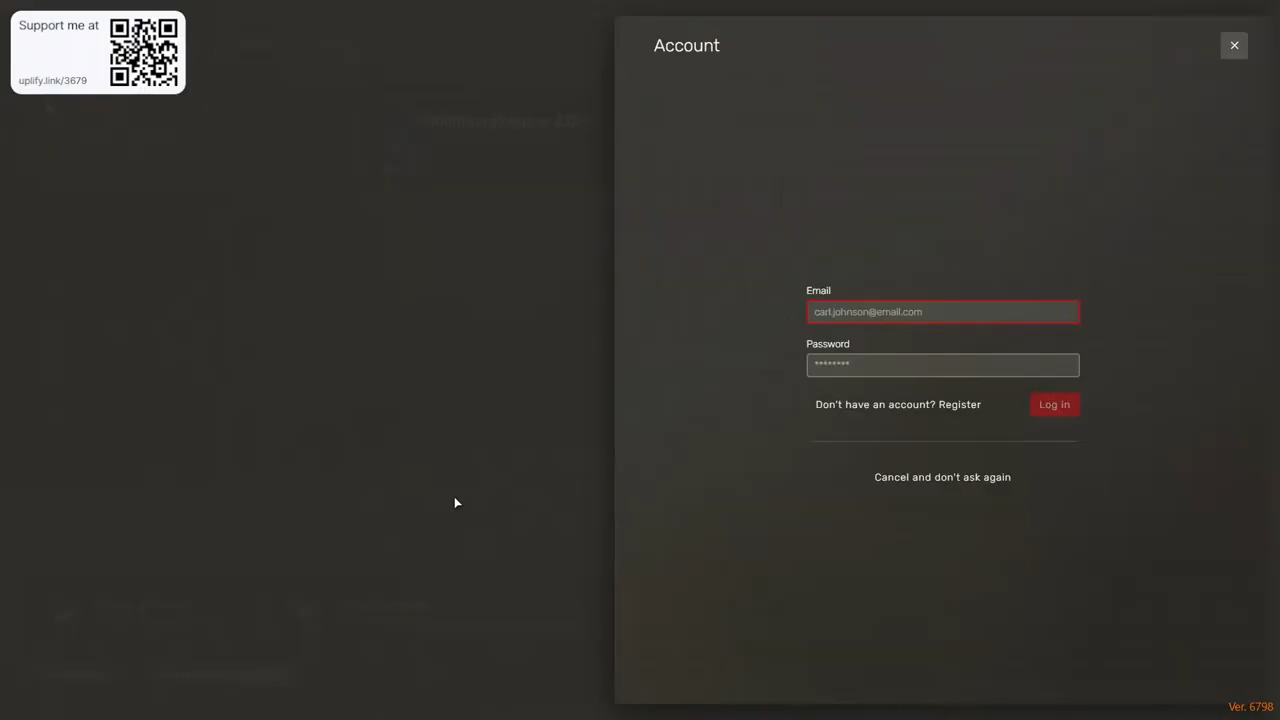 Support me at
uplify.link/3679
Account
×
Email
carl.johnson@email.com
Password
********
Don't have an account? Register
Log in
Cancel and don't ask again
Ver. 6798